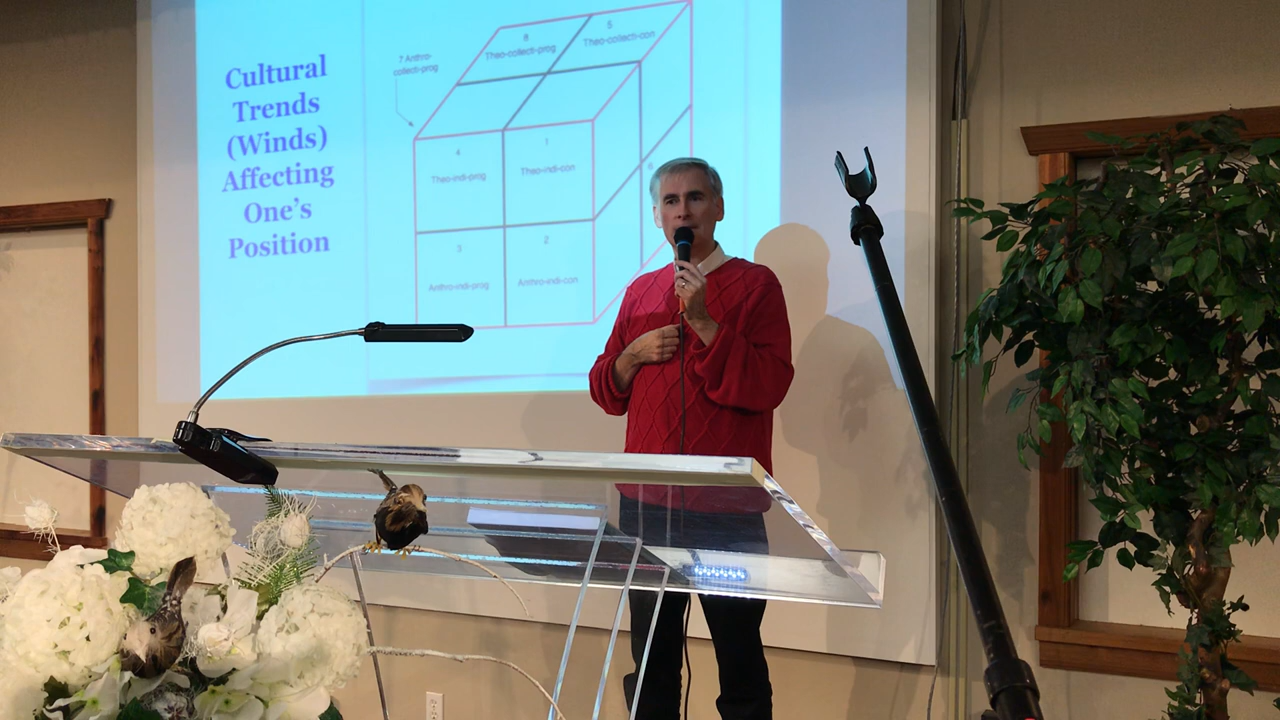 Cultural
Trends
(Winds)
Affecting
One's
Position
7 Anthro-
collecti-prog
8
Theo-collecti-prog
5
Theo-collecti-con
4
Theo-indi-prog
1
Theo-indi-con
3
Anthro-indi-prog
2
Anthro-indi-con
6